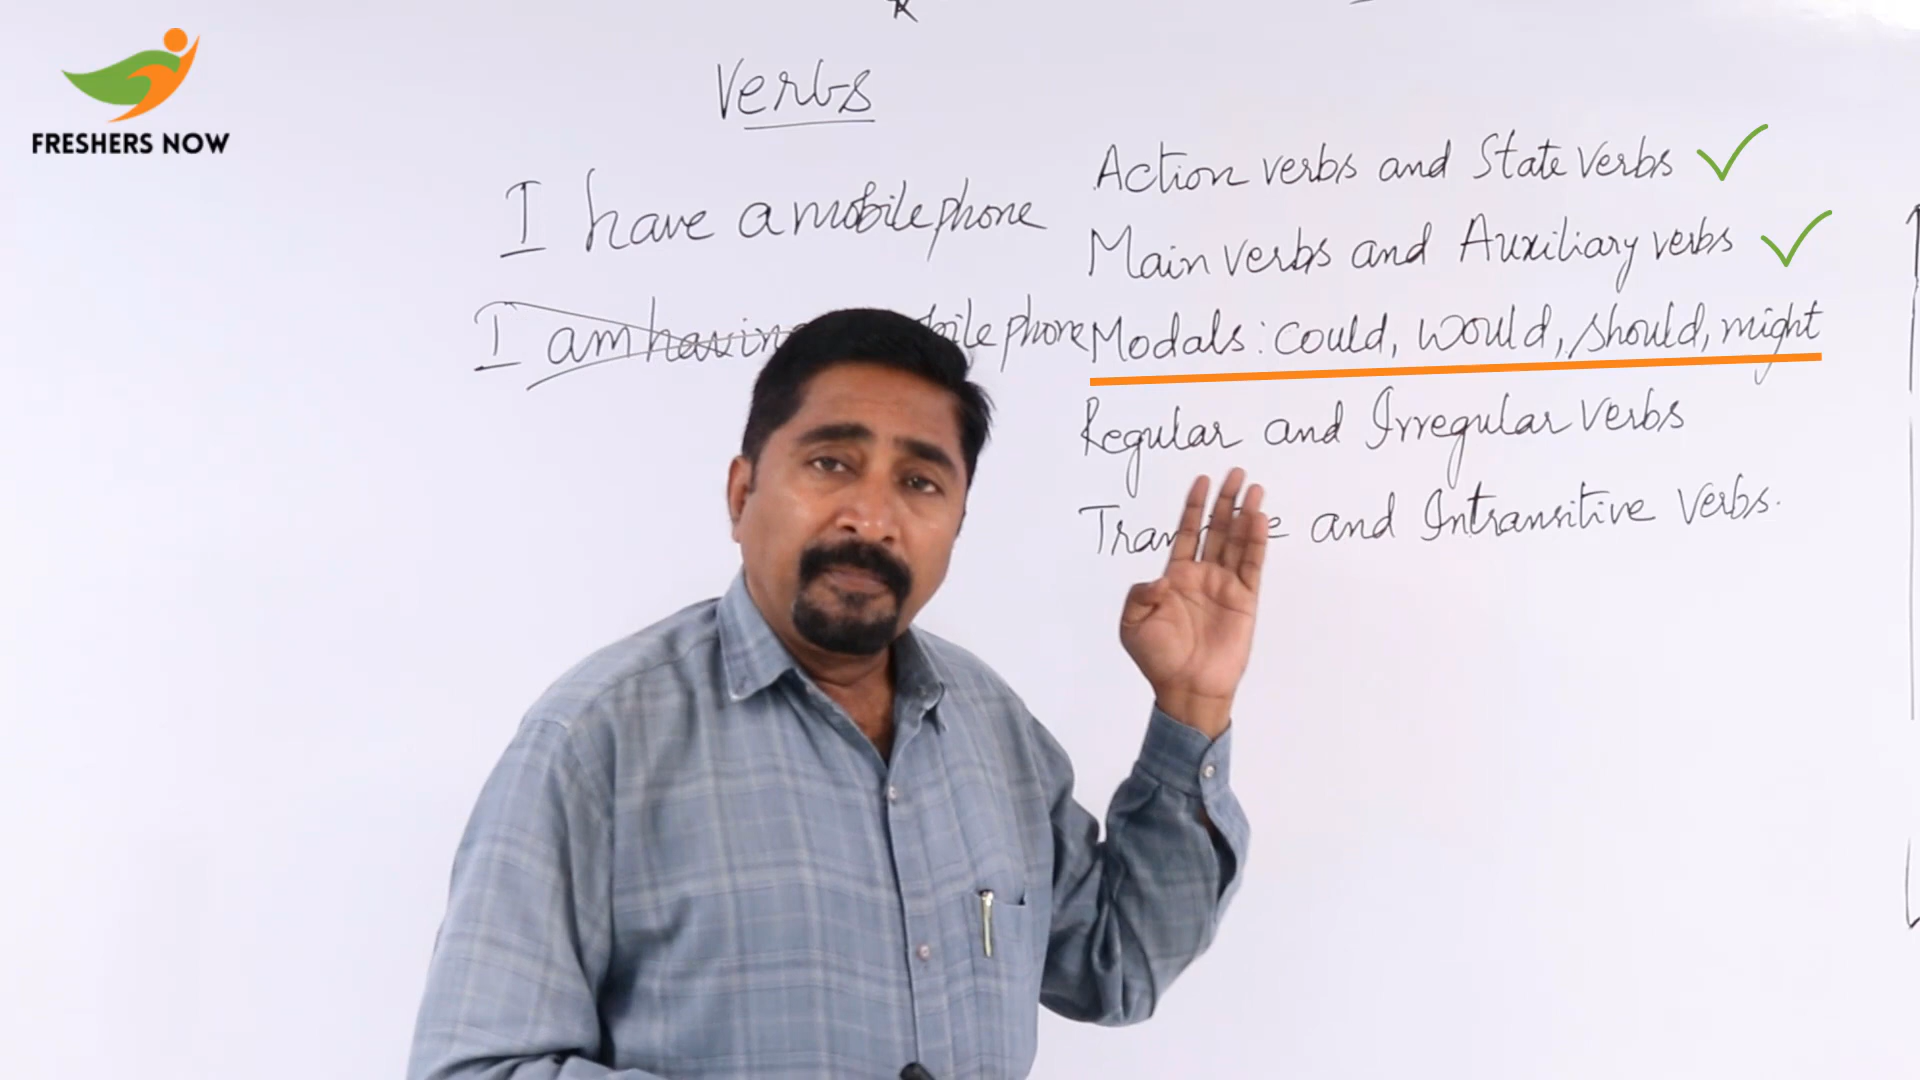 FRESHERS NOW
Verbs
I have a mobile phone
I am having phone
Action verbs and State Verbs
Main verbs and Auxiliary verbs
Modals: could, would, should, might
Regular and Irregular verbs
and Intransitive Verbs.